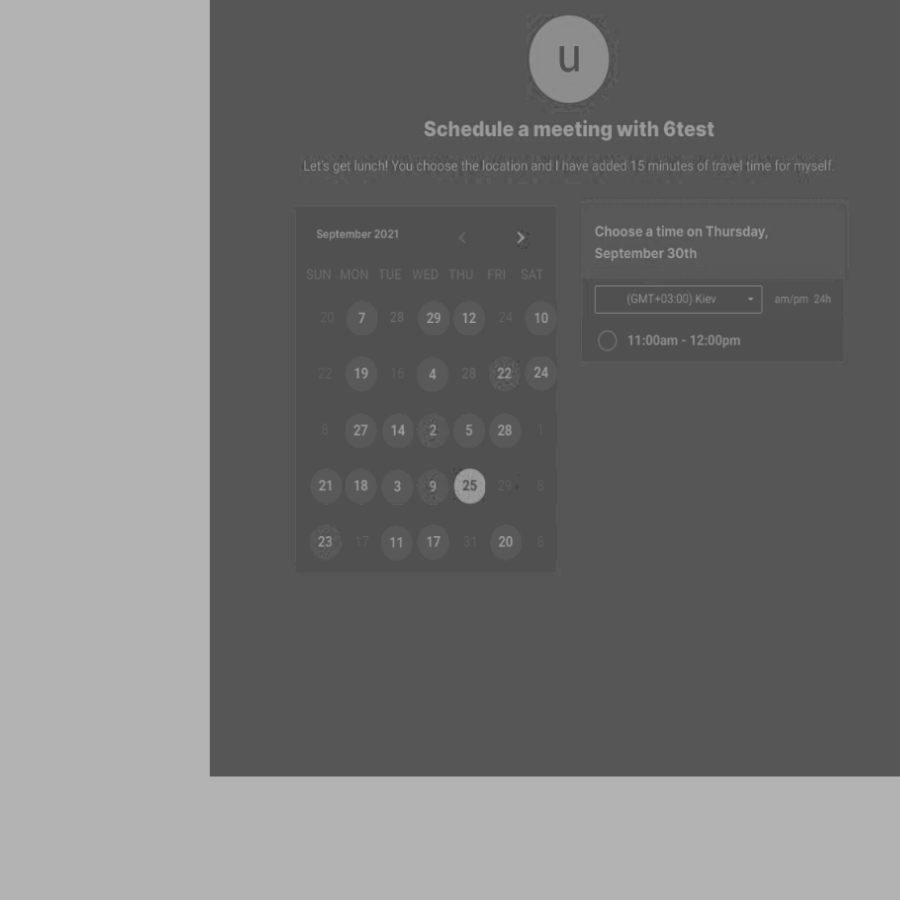 u
Schedule a meeting with 6test
Let's get lunch! You choose the location and I have added 15 minutes of travel time for myself.
September 2021
SUN MON TUE WED THU FRI SAT
20 7 28 29 12 24 10
22 19 16 4 28 22 24
8 27 14 2 5 28 1
21 18 3 9 25 29 8
23 17 11 17 31 20 8
Choose a time on Thursday,
September 30th
(GMT+03:00) Kiev am/pm 24h
11:00am - 12:00pm